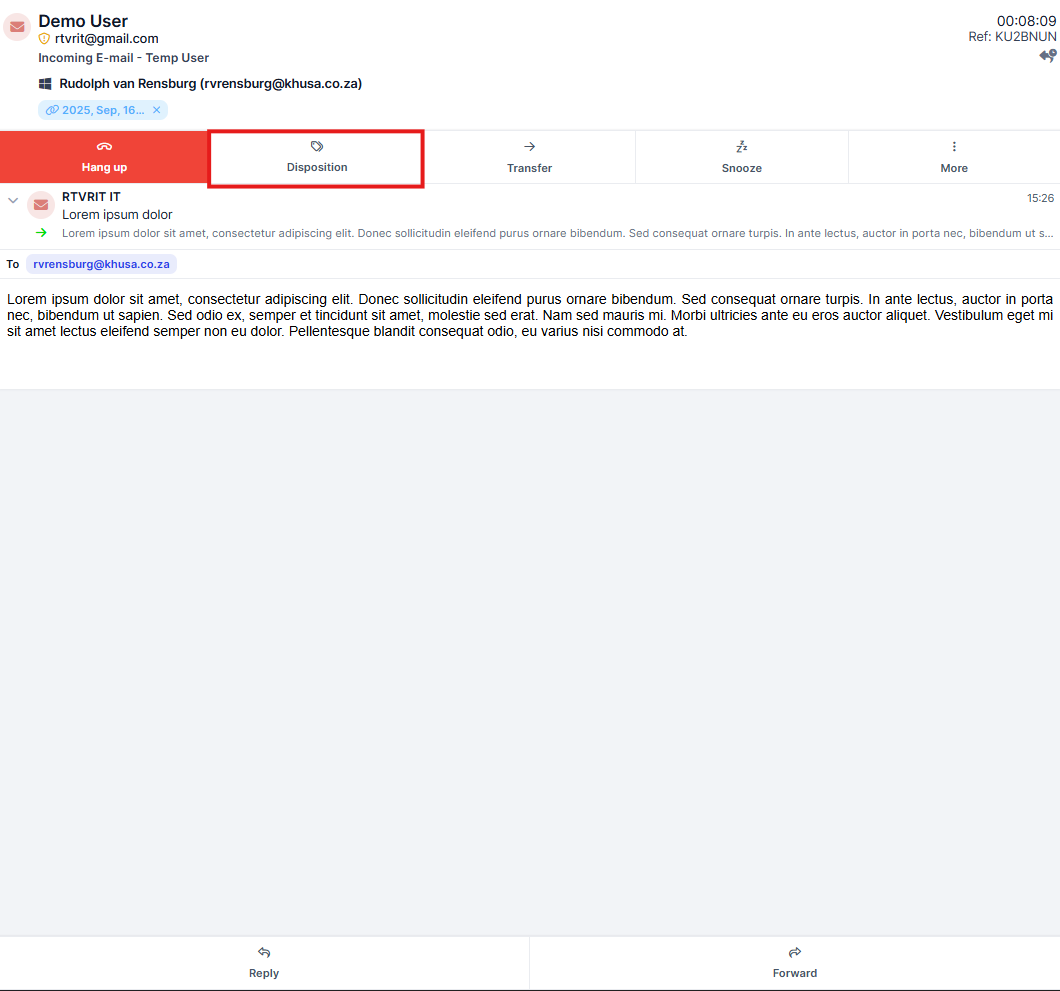 Demo User
00:08:09
rtvrit@gmail.com
Ref: KU2BNUN
Incoming E-mail - Temp User
Rudolph van Rensburg (rvrensburg@khusa.co.za)
2025, Sep, 16...
Hang up
Disposition
Transfer
Snooze
More
RTVRIT IT
15:26
Lorem ipsum dolor
Lorem ipsum dolor sit amet, consectetur adipiscing elit. Donec sollicitudin eleifend purus ornare bibendum. Sed consequat ornare turpis. In ante lectus, auctor in porta nec, bibendum ut s...
To rvrensburg@khusa.co.za
Lorem ipsum dolor sit amet, consectetur adipiscing elit. Donec sollicitudin eleifend purus ornare bibendum. Sed consequat ornare turpis. In ante lectus, auctor in porta
nec, bibendum ut sapien. Sed odio ex, semper et tincidunt sit amet, molestie sed erat. Nam sed mauris mi. Morbi ultricies ante eu eros auctor aliquet. Vestibulum eget mi
sit amet lectus eleifend semper non eu dolor. Pellentesque blandit consequat odio, eu varius nisi commodo at.
Reply
Forward